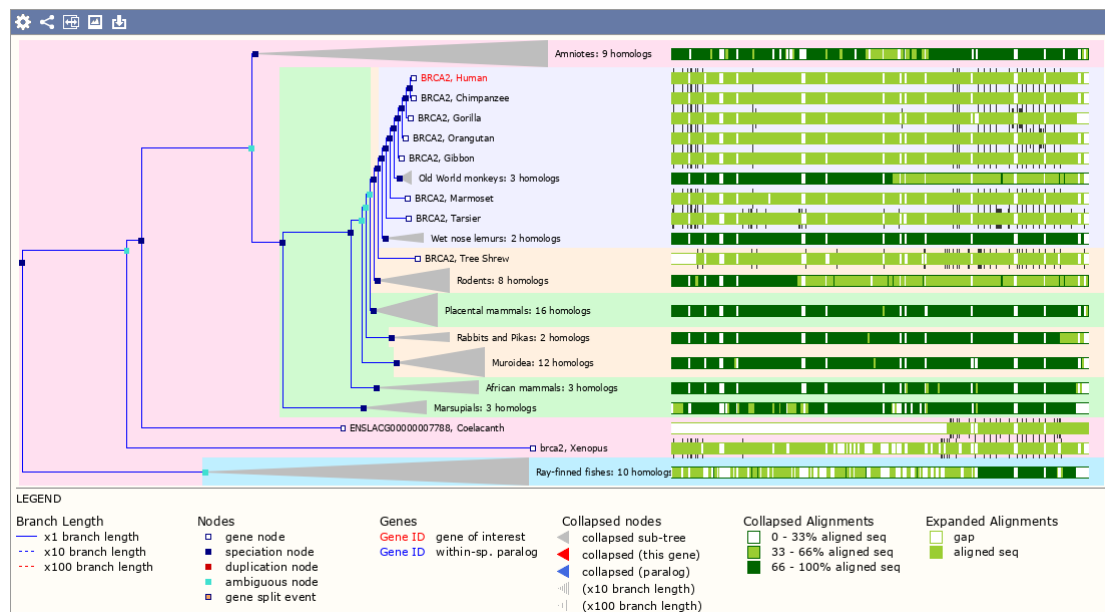 Amniotes: 9 homologs
BRCA2, Human
BRCA2, Chimpanzee
BRCA2, Gorilla
BRCA2, Orangutan
BRCA2, Gibbon
Old World monkeys: 3 homologs
BRCA2, Marmoset
BRCA2, Tarsier
Wet nose lemurs: 2 homologs
BRCA2, Tree Shrew
Rodents: 8 homologs
Placental mammals: 16 homologs
Rabbits and Pikas: 2 homologs
Muroidea: 12 homologs
African mammals: 3 homologs
Marsupials: 3 homologs
ENSLACG00000007788, Coelacanth
brca2, Xenopus
Ray-finned fishes: 10 homologs
LEGEND
Branch Length
x1 branch length
x10 branch length
x100 branch length
Nodes
gene node
speciation node
duplication node
ambiguous node
gene split event
Genes
Gene ID gene of interest
Gene ID within-sp. paralog
Collapsed nodes
collapsed sub-tree
collapsed (this gene)
collapsed (paralog)
(x10 branch length)
(x100 branch length)
Collapsed Alignments
0 - 33% aligned seq
33 - 66% aligned seq
66 - 100% aligned seq
Expanded Alignments
gap
aligned seq